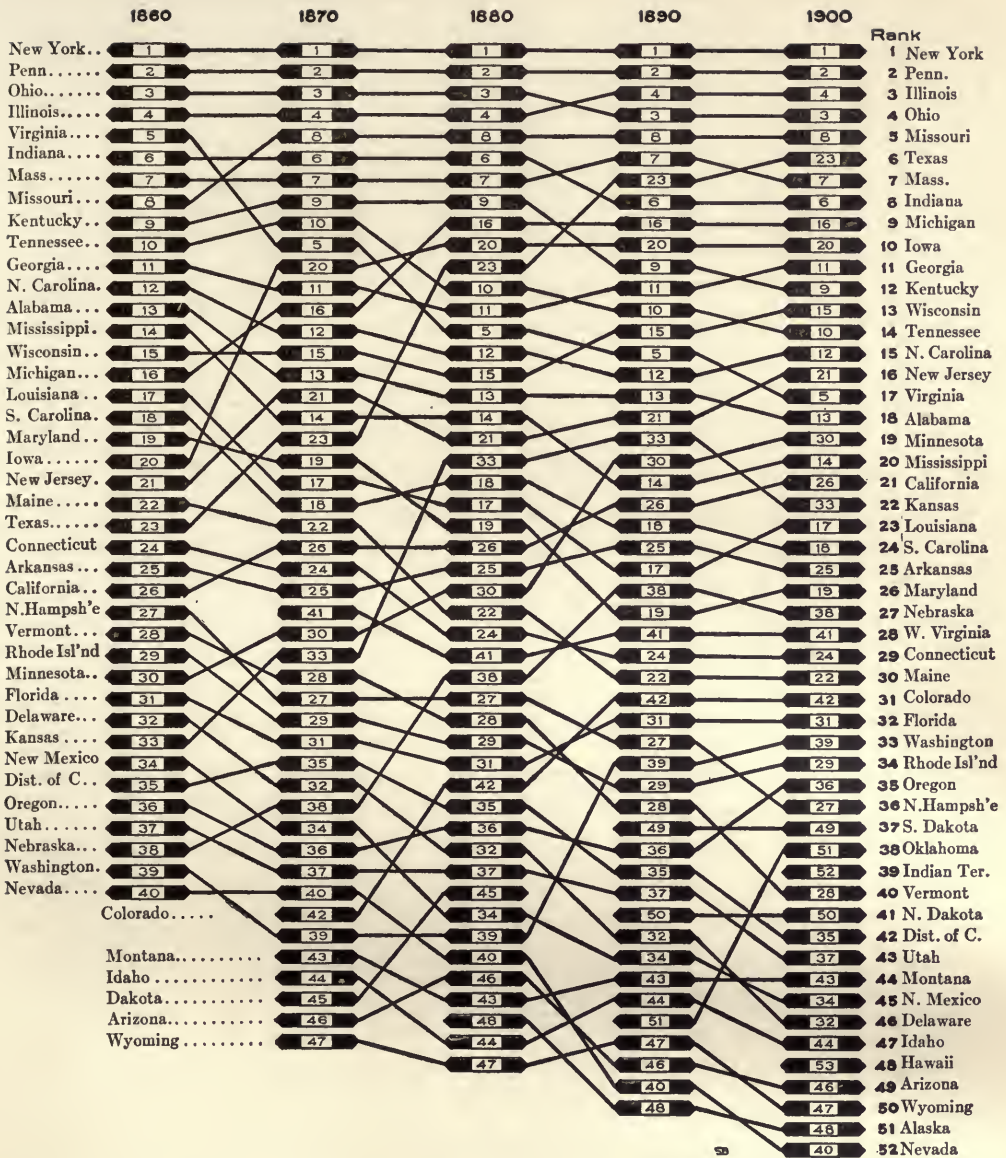 1860 1870 1880 1890 1900
Rank
New York.. 1 1 1 1 1 1 New York
Penn...... 2 2 2 2 2 2 Penn.
Ohio...... 3 3 3 4 4 3 Illinois
Illinois.... 4 4 4 3 3 4 Ohio
Virginia.... 5 8 8 8 8 5 Missouri
Indiana.... 6 6 6 7 23 6 Texas
Mass...... 7 7 7 23 7 7 Mass.
Missouri... 8 9 9 6 6 8 Indiana
Kentucky.. 9 10 16 16 16 9 Michigan
Tennessee.. 10 5 20 20 20 10 Iowa
Georgia.... 11 20 23 9 11 11 Georgia
N. Carolina. 12 11 10 11 9 12 Kentucky
Alabama... 13 16 11 10 15 13 Wisconsin
Mississippi. 14 12 5 15 10 14 Tennessee
Wisconsin.. 15 15 12 5 12 15 N. Carolina
Michigan... 16 13 15 12 21 16 New Jersey
Louisiana.. 17 21 13 13 5 17 Virginia
S. Carolina. 18 14 14 21 13 18 Alabama
Maryland.. 19 23 21 33 30 19 Minnesota
Iowa...... 20 19 33 30 14 20 Mississippi
New Jersey. 21 17 18 14 26 21 California
Maine..... 22 18 17 26 33 22 Kansas
Texas...... 23 22 19 18 17 23 Louisiana
Connecticut 24 26 26 25 18 24 S. Carolina
Arkansas... 25 24 25 17 25 25 Arkansas
California.. 26 25 30 38 19 26 Maryland
N.Hampsh'e 27 41 22 19 38 27 Nebraska
Vermont... 28 30 24 41 41 28 W. Virginia
Rhode Isl'nd 29 33 41 24 24 29 Connecticut
Minnesota.. 30 28 38 22 22 30 Maine
Florida.... 31 27 27 42 42 31 Colorado
Delaware... 32 29 28 31 31 32 Florida
Kansas.... 33 31 29 27 39 33 Washington
New Mexico 34 35 31 39 29 34 Rhode Isl'nd
Dist. of C.. 35 32 42 29 36 35 Oregon
Oregon..... 36 38 35 28 27 36 N.Hampsh'e
Utah...... 37 34 36 49 49 37 S. Dakota
Nebraska... 38 36 32 36 51 38 Oklahoma
Washington. 39 37 37 35 52 39 Indian Ter.
Nevada.... 40 40 45 37 28 40 Vermont
Colorado..... 42 34 50 50 41 N. Dakota
39 39 32 35 42 Dist. of C.
Montana......... 43 40 34 37 43 Utah
Idaho........... 44 46 43 43 44 Montana
Dakota.......... 45 43 44 34 45 N. Mexico
Arizona......... 46 48 51 32 46 Delaware
Wyoming......... 47 44 47 44 47 Idaho
47 46 53 48 Hawaii
40 46 49 Arizona
48 47 50 Wyoming
48 51 Alaska
40 52 Nevada